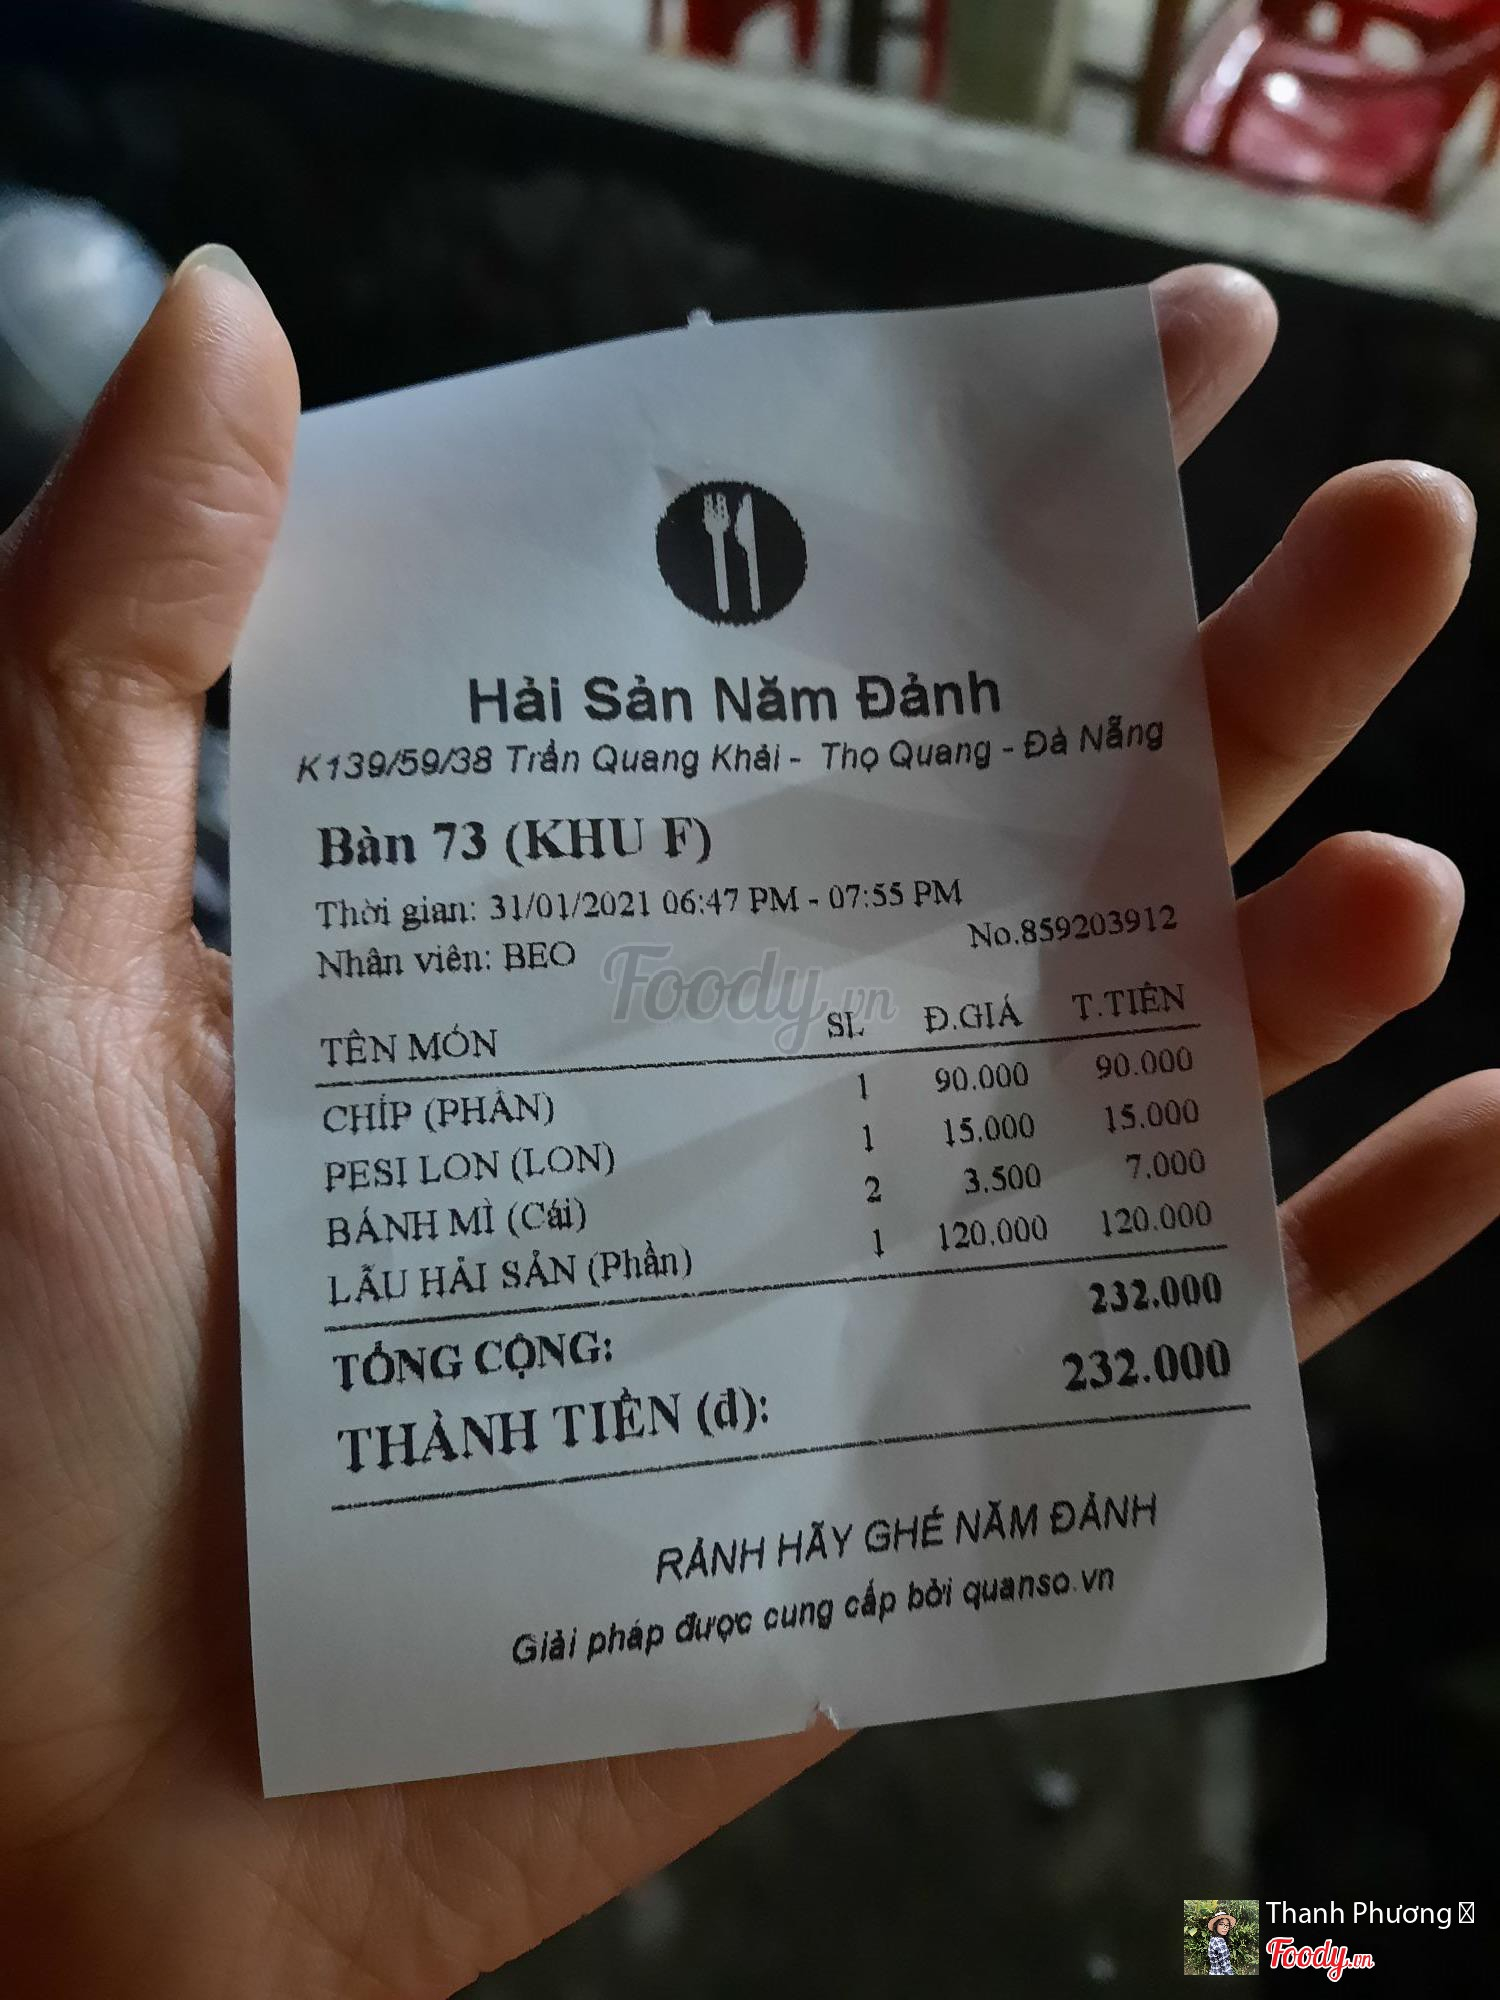 Hải Sản Năm Đảnh
K139/59/38 Trần Quang Khải - Thọ Quang - Đà Nẵng
Bàn 73 (KHU F)
Thời gian: 31/01/2021 06:47 PM - 07:55 PM
Nhân viên: BEO No.859203912
Foody.vn
TÊN MÓN SL Đ.GIÁ T.TIỀN
CHÍP (PHẦN) 1 90.000 90.000
PESI LON (LON) 1 15.000 15.000
BÁNH MÌ (Cái) 2 3.500 7.000
LẨU HẢI SẢN (Phần) 1 120.000 120.000
TỔNG CỘNG: 232.000
THÀNH TIỀN (đ): 232.000
RẢNH HÃY GHÉ NĂM ĐẢNH
Giải pháp được cung cấp bởi quanso.vn
Thanh Phương
Foody.vn